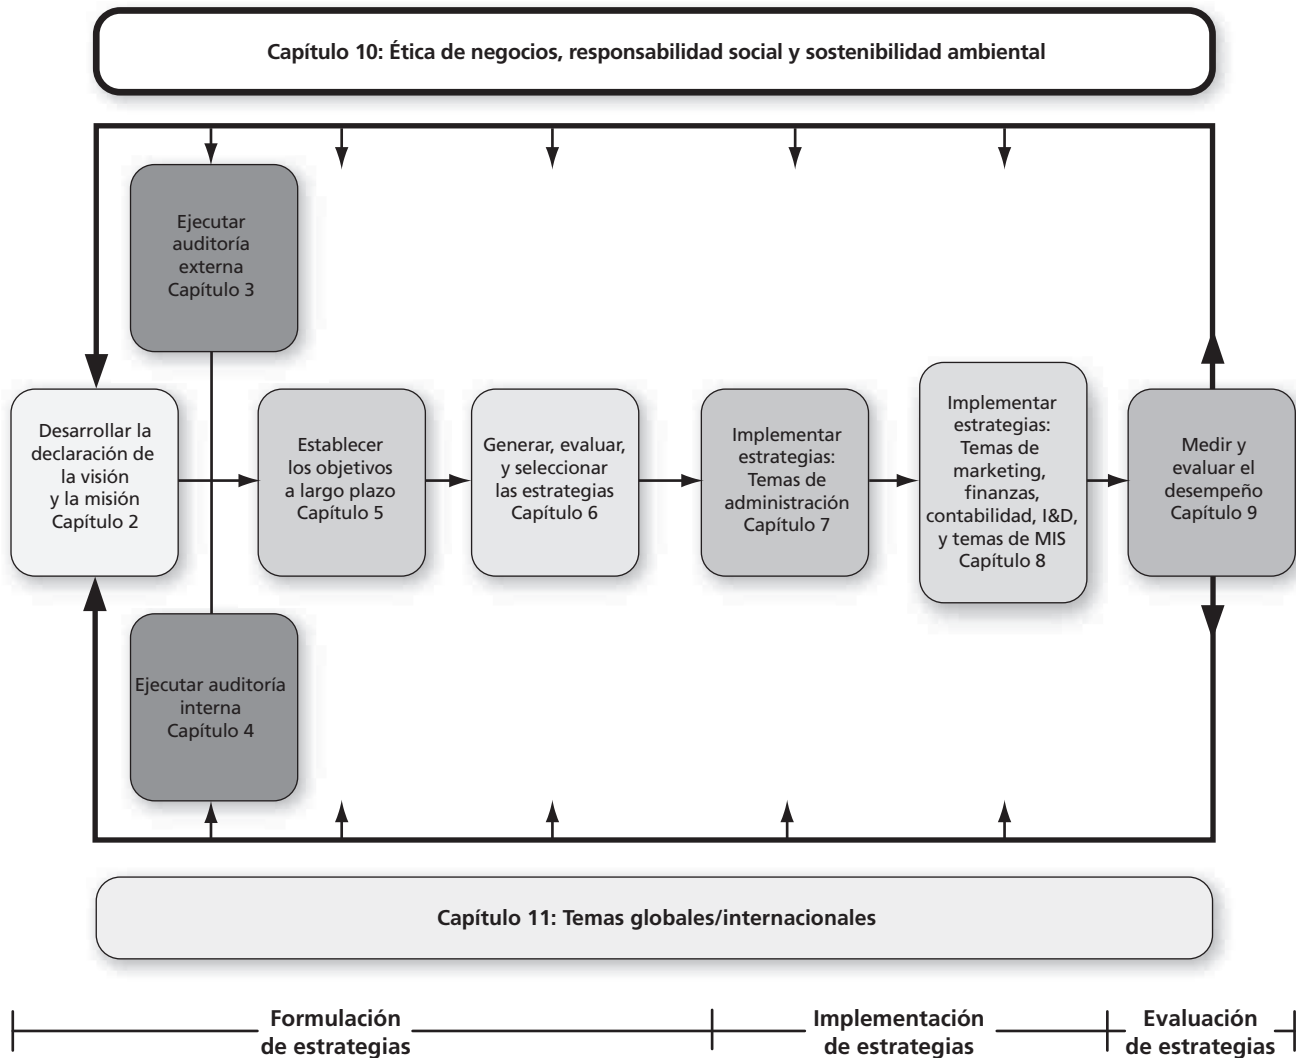 Capítulo 10: Ética de negocios, responsabilidad social y sostenibilidad ambiental
Ejecutar
auditoría
externa
Capítulo 3
Desarrollar la
declaración de
la visión
y la misión
Capítulo 2
Establecer
los objetivos
a largo plazo
Capítulo 5
Generar, evaluar,
y seleccionar
las estrategias
Capítulo 6
Implementar
estrategias:
Temas de
administración
Capítulo 7
Implementar
estrategias:
Temas de
marketing,
finanzas,
contabilidad, I&D,
y temas de MIS
Capítulo 8
Medir y
evaluar el
desempeño
Capítulo 9
Ejecutar auditoría
interna
Capítulo 4
Capítulo 11: Temas globales/internacionales
Formulación
de estrategias
Implementación
de estrategias
Evaluación
de estrategias